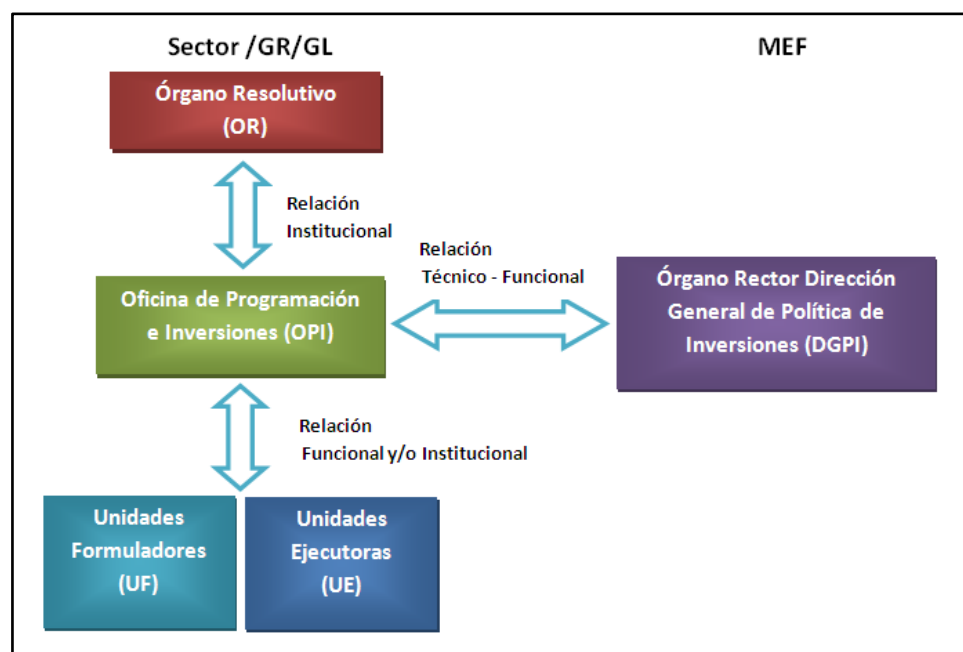 Sector /GR/GL
MEF
Órgano Resolutivo
(OR)
Relación
Institucional
Relación
Técnico - Funcional
Oficina de Programación
e Inversiones (OPI)
Órgano Rector Dirección
General de Política de
Inversiones (DGPI)
Relación
Funcional y/o Institucional
Unidades
Formuladores
(UF)
Unidades
Ejecutoras
(UE)